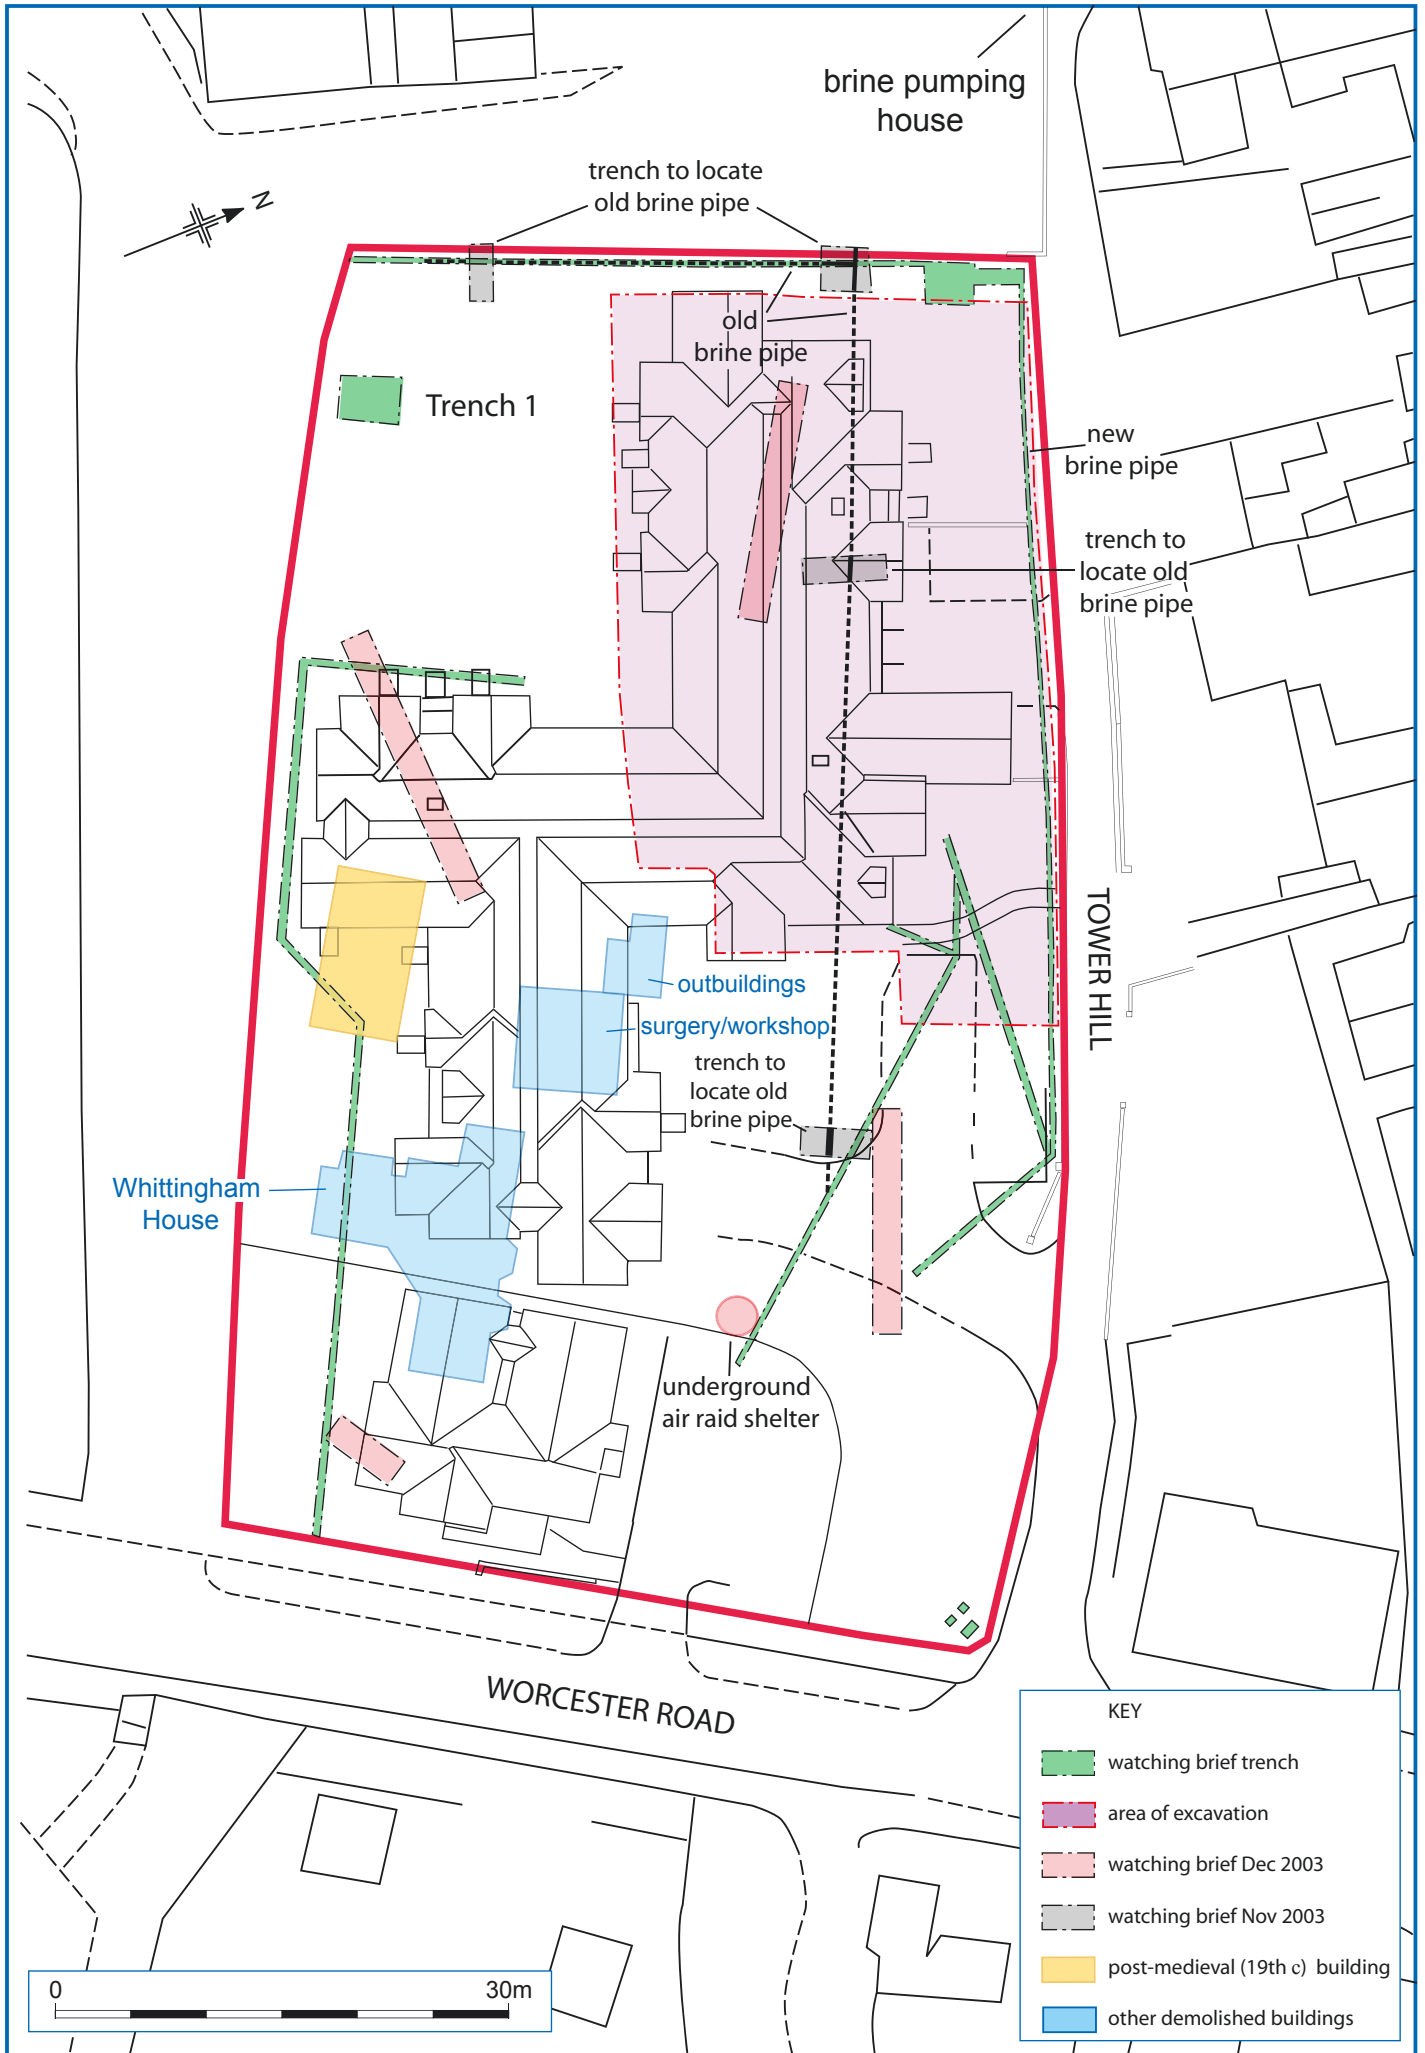 brine pumping
house
trench to locate
old brine pipe
N
old
brine pipe
Trench 1
new
brine pipe
trench to
locate old
brine pipe
TOWER HILL
outbuildings
surgery/workshop
trench to
locate old
brine pipe
Whittingham
House
underground
air raid shelter
WORCESTER ROAD
KEY
watching brief trench
area of excavation
watching brief Dec 2003
watching brief Nov 2003
post-medieval (19th c) building
other demolished buildings
0 30m